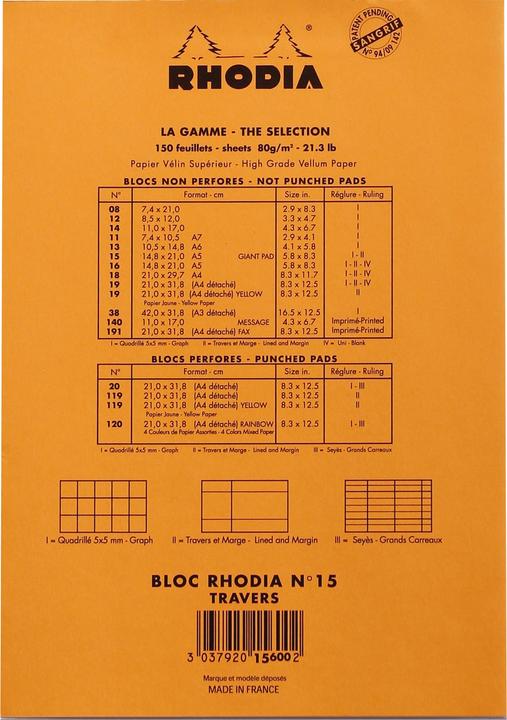 PATENT PENDING
SANGRIF
N° 94/09 142
®
RHODIA
LA GAMME - THE SELECTION
150 feuillets - sheets 80g/m² - 21.3 lb
Papier Vélin Supérieur - High Grade Vellum Paper
BLOCS NON PERFORES - NOT PUNCHED PADS
N° Format - cm Size in. Réglure - Ruling
08 7,4 x 21,0 2.9 x 8.3 I
12 8,5 x 12,0 3.3 x 4.7 I
14 11,0 x 17,0 4.3 x 6.7 I
11 7,4 x 10,5 A7 2.9 x 4.1 I
13 10,5 x 14,8 A6 4.1 x 5.8 I
15 14,8 x 21,0 A5 GIANT PAD 5.8 x 8.3 I - II
16 14,8 x 21,0 A5 5.8 x 8.3 I - II - IV
18 21,0 x 29,7 A4 8.3 x 11.7 I - II - IV
19 21,0 x 31,8 (A4 détaché) 8.3 x 12.5 I - II - IV
19 21,0 x 31,8 (A4 détaché) YELLOW 8.3 x 12.5 II
Papier Jaune - Yellow Paper
38 42,0 x 31,8 (A3 détaché) 16.5 x 12.5 I
140 11,0 x 17,0 MESSAGE 4.3 x 6.7 Imprimé-Printed
191 21,0 x 31,8 (A4 détaché) FAX 8.3 x 12.5 Imprimé-Printed
I = Quadrillé 5x5 mm - Graph II = Travers et Marge - Lined and Margin IV = Uni - Blank
BLOCS PERFORES - PUNCHED PADS
N° Format - cm Size in. Réglure - Ruling
20 21,0 x 31,8 (A4 détaché) 8.3 x 12.5 I - III
119 21,0 x 31,8 (A4 détaché) 8.3 x 12.5 II
119 21,0 x 31,8 (A4 détaché) YELLOW 8.3 x 12.5 II
Papier Jaune - Yellow Paper
120 21,0 x 31,8 (A4 détaché) RAINBOW 8.3 x 12.5 I - III
4 Couleurs de Papier Assorties - 4 Colors Mixed Paper
I = Quadrillé 5x5 mm - Graph II = Travers et Marge - Lined and Margin III = Seyès - Grands Carreaux
I = Quadrillé 5x5 mm - Graph II = Travers et Marge - Lined and Margin III = Seyès - Grands Carreaux
BLOC RHODIA N° 15
TRAVERS
3 037920 156002
Marque et modèle déposés
MADE IN FRANCE